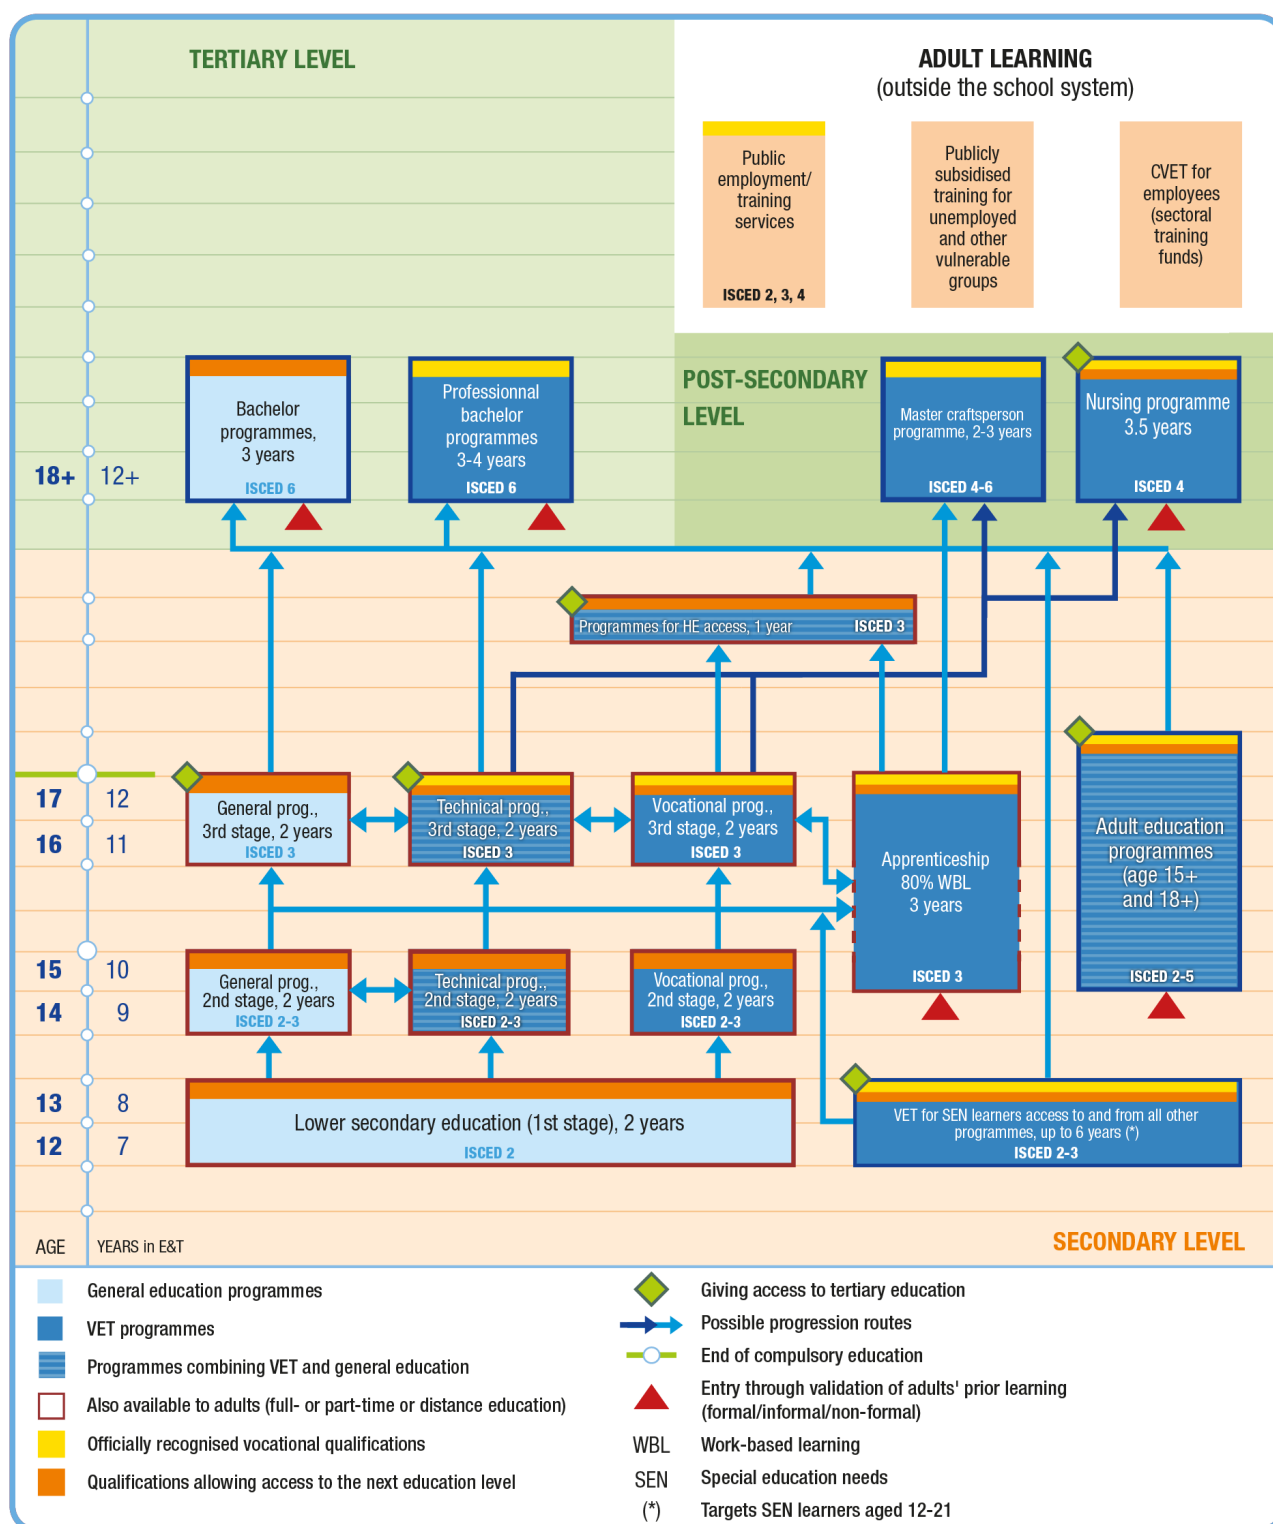 TERTIARY LEVEL
ADULT LEARNING
(outside the school system)
Public
employment/
training
services
ISCED 2, 3, 4
Publicly
subsidised
training for
unemployed
and other
vulnerable
groups
CVET for
employees
(sectoral
training
funds)
POST-SECONDARY
LEVEL
Bachelor
programmes,
3 years
ISCED 6
Professionnal
bachelor
programmes
3-4 years
ISCED 6
Master craftsperson
programme, 2-3 years
ISCED 4-6
Nursing programme
3.5 years
ISCED 4
18+ 12+
Programmes for HE access, 1 year ISCED 3
17 12
16 11
General prog.,
3rd stage, 2 years
ISCED 3
Technical prog.,
3rd stage, 2 years
ISCED 3
Vocational prog.,
3rd stage, 2 years
ISCED 3
Apprenticeship
80% WBL
3 years
ISCED 3
Adult education
programmes
(age 15+
and 18+)
ISCED 2-5
15 10
14 9
General prog.,
2nd stage, 2 years
ISCED 2-3
Technical prog.,
2nd stage, 2 years
ISCED 2-3
Vocational prog.,
2nd stage, 2 years
ISCED 2-3
13 8
12 7
Lower secondary education (1st stage), 2 years
ISCED 2
VET for SEN learners access to and from all other
programmes, up to 6 years (*)
ISCED 2-3
AGE YEARS in E&T
SECONDARY LEVEL
General education programmes
VET programmes
Programmes combining VET and general education
Also available to adults (full- or part-time or distance education)
Officially recognised vocational qualifications
Qualifications allowing access to the next education level
Giving access to tertiary education
Possible progression routes
End of compulsory education
Entry through validation of adults' prior learning
(formal/informal/non-formal)
WBL Work-based learning
SEN Special education needs
(*) Targets SEN learners aged 12-21